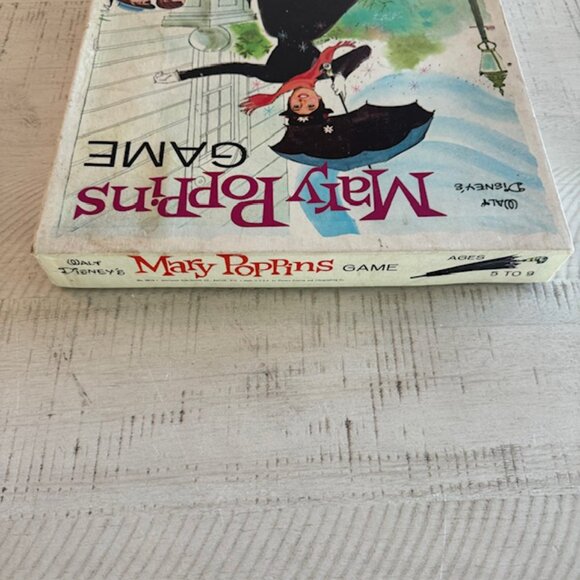 WALT
DISNEY'S
Mary Poppins
GAME
WALT
DISNEY'S
Mary Poppins GAME
AGES
5 TO 9